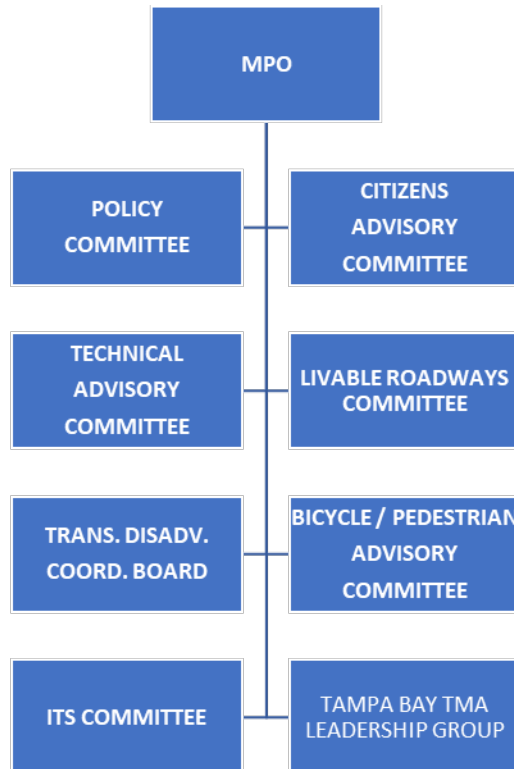 MPO
POLICY
COMMITTEE
CITIZENS
ADVISORY
COMMITTEE
TECHNICAL
ADVISORY
COMMITTEE
LIVABLE ROADWAYS
COMMITTEE
TRANS. DISADV.
COORD. BOARD
BICYCLE / PEDESTRIAN
ADVISORY
COMMITTEE
ITS COMMITTEE
TAMPA BAY TMA
LEADERSHIP GROUP